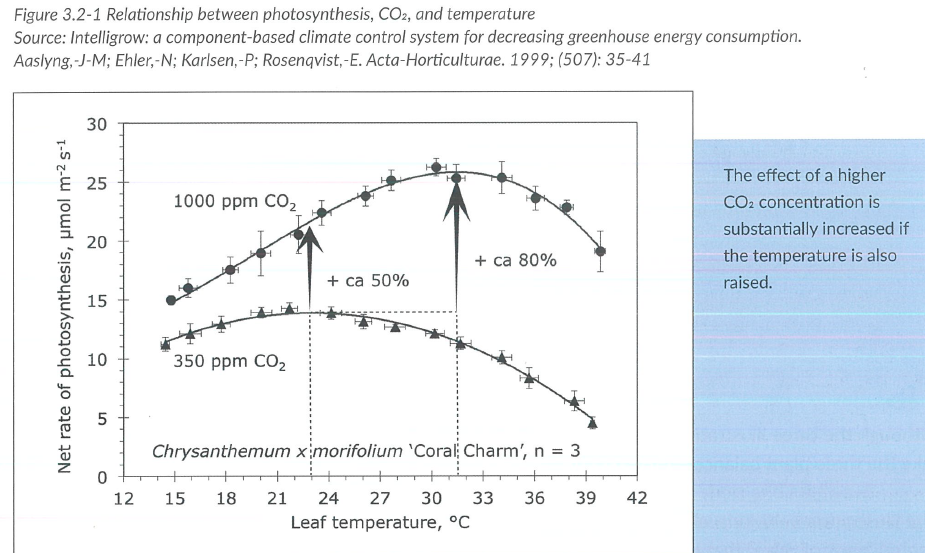 Figure 3.2-1 Relationship between photosynthesis, CO₂, and temperature
Source: Intelligrow: a component-based climate control system for decreasing greenhouse energy consumption.
Aaslyng,-J-M; Ehler,-N; Karlsen,-P; Rosenqvist,-E. Acta-Horticulturae. 1999; (507): 35-41
Net rate of photosynthesis, µmol m⁻² s⁻¹
30
25
20
15
10
5
0
1000 ppm CO₂
+ ca 50%
+ ca 80%
350 ppm CO₂
Chrysanthemum x morifolium ‘Coral Charm’, n = 3
12 15 18 21 24 27 30 33 36 39 42
Leaf temperature, °C
The effect of a higher
CO₂ concentration is
substantially increased if
the temperature is also
raised.